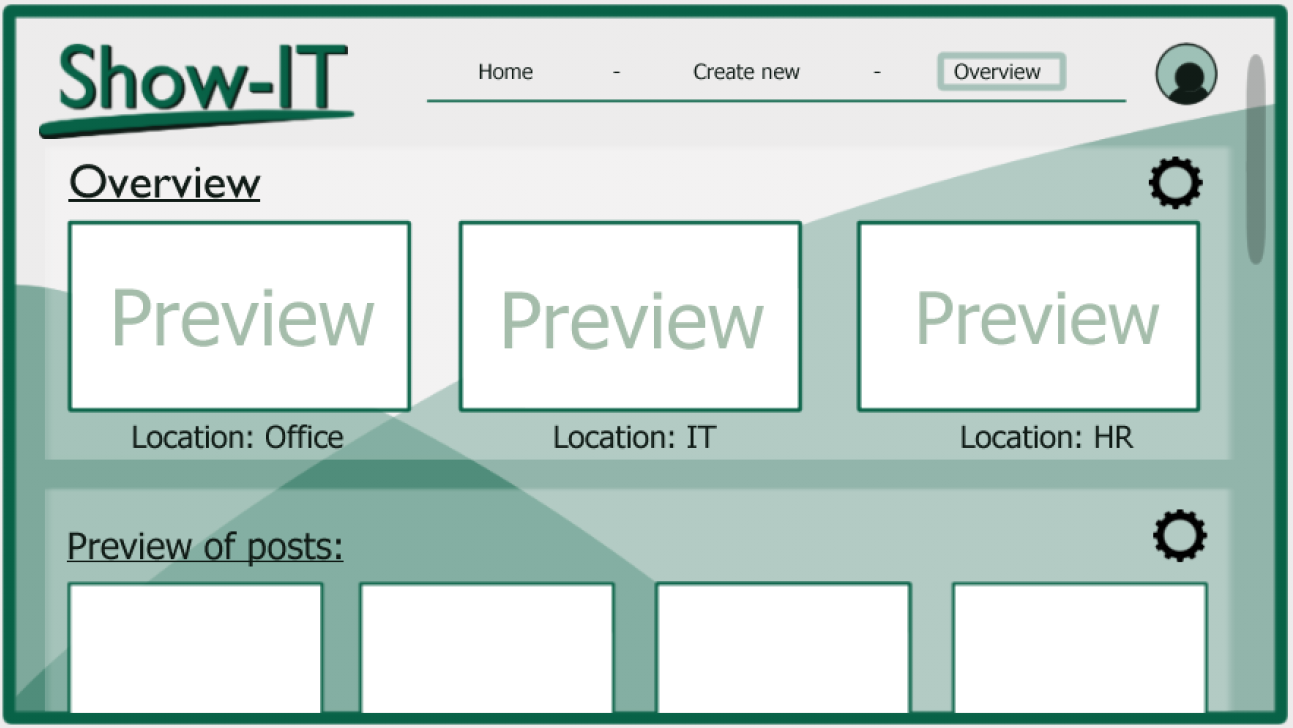 Show-IT
Home - Create new - Overview
Overview
Preview Preview Preview
Location: Office Location: IT Location: HR
Preview of posts: